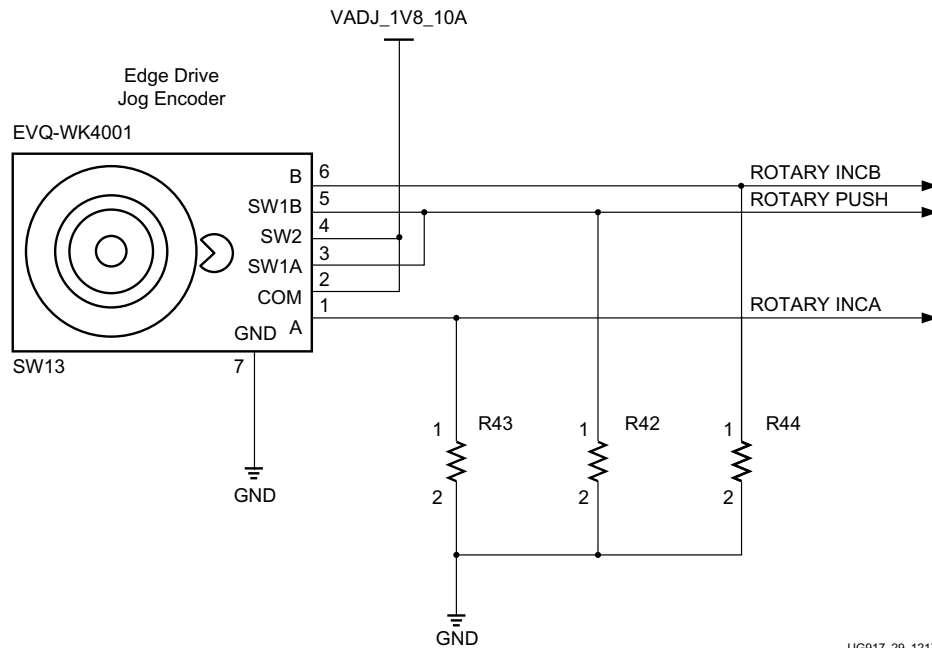 VADJ_1V8_10A
Edge Drive
Jog Encoder
EVQ-WK4001
B
6
ROTARY INCB
SW1B
5
ROTARY PUSH
SW2
4
SW1A
3
COM
2
A
1
ROTARY INCA
GND
SW13
7
GND
1
R43
2
1
R42
2
1
R44
2
GND